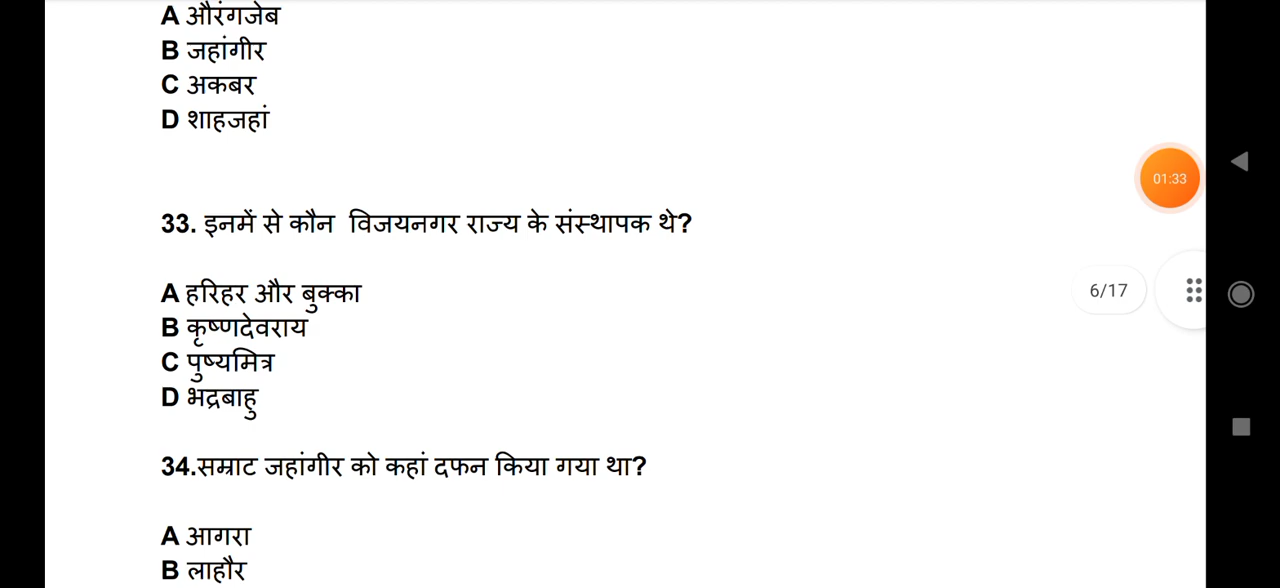 A औरंगजेब
B जहांगीर
C अकबर
D शाहजहां
01:33
33. इनमें से कौन विजयनगर राज्य के संस्थापक थे?
6/17
A हरिहर और बुक्का
B कृष्णदेवराय
C पुष्यमित्र
D भद्रबाहु
34.सम्राट जहांगीर को कहां दफन किया गया था?
A आगरा
B लाहौर